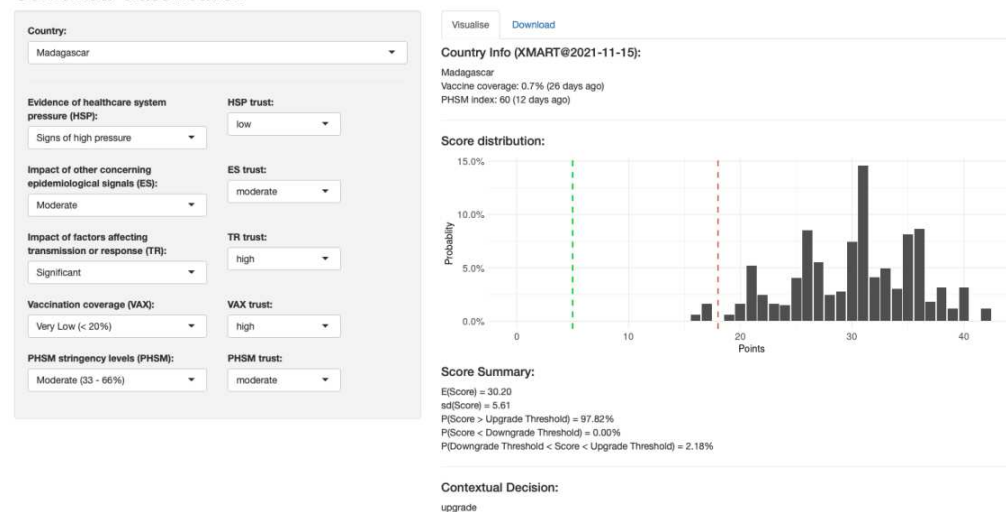 Country:
Madagascar
Evidence of healthcare system
pressure (HSP):
HSP trust:
Signs of high pressure
low
Impact of other concerning
epidemiological signals (ES):
ES trust:
Moderate
moderate
Impact of factors affecting
transmission or response (TR):
TR trust:
Significant
high
Vaccination coverage (VAX):
VAX trust:
Very Low (< 20%)
high
PHSM stringency levels (PHSM):
PHSM trust:
Moderate (33 - 66%)
moderate
Visualise
Download
Country Info (XMART@2021-11-15):
Madagascar
Vaccine coverage: 0.7% (26 days ago)
PHSM index: 60 (12 days ago)
Score distribution:
15.0%
10.0%
5.0%
0.0%
Probability
0
10
20
30
40
Points
Score Summary:
E(Score) = 30.20
sd(Score) = 5.61
P(Score > Upgrade Threshold) = 97.82%
P(Score < Downgrade Threshold) = 0.00%
P(Downgrade Threshold < Score < Upgrade Threshold) = 2.18%
Contextual Decision:
upgrade